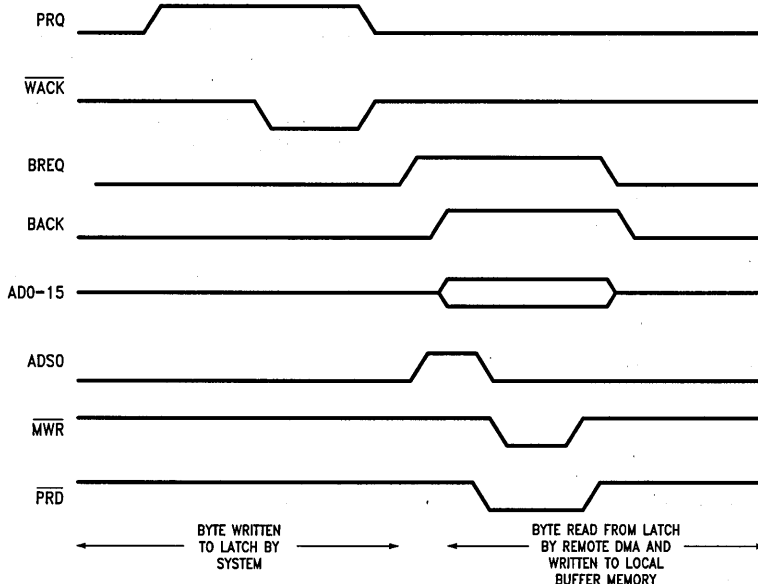 PRQ
WACK
BREQ
BACK
AD0-15
ADS0
MWR
PRD
BYTE WRITTEN
TO LATCH BY
SYSTEM
BYTE READ FROM LATCH
BY REMOTE DMA AND
WRITTEN TO LOCAL
BUFFER MEMORY